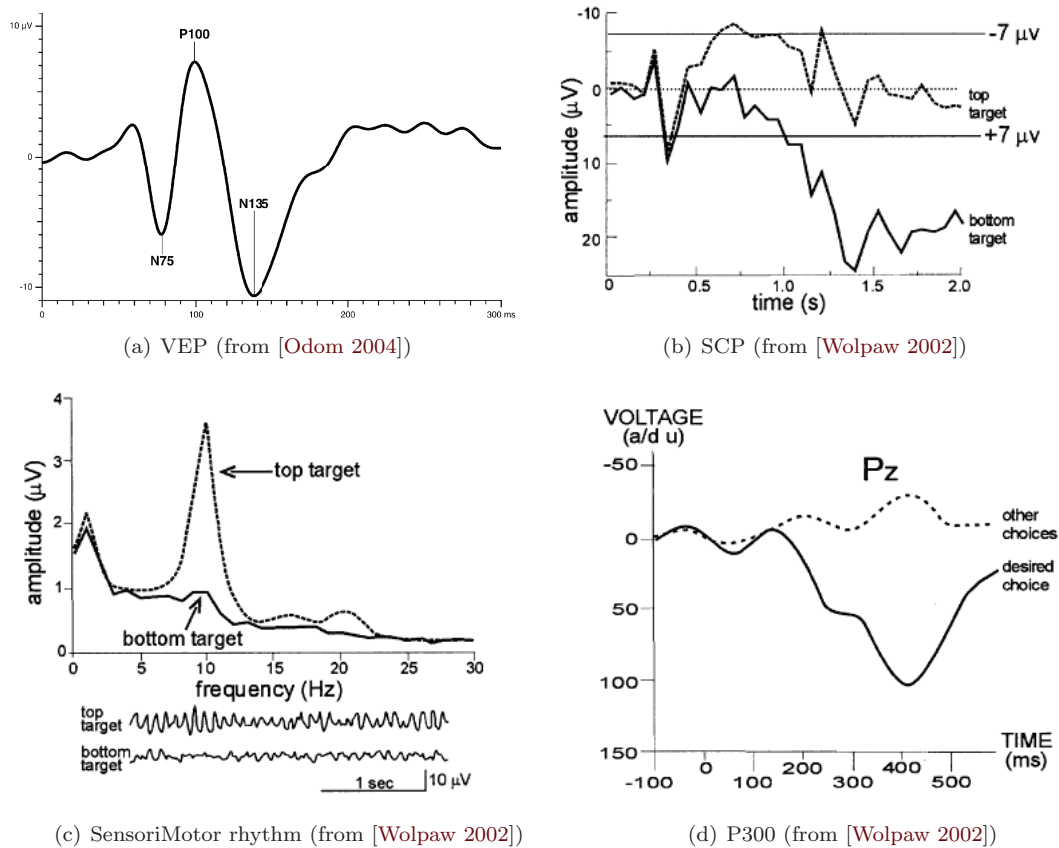 10 µV
P100
0
N135
N75
-10
0
100
200
300 ms
(a) VEP (from [Odom 2004])
-10
-7 µv
0
top
target
+7 µv
10
amplitude (µV)
bottom
target
20
0
0.5
1.0
1.5
2.0
time (s)
(b) SCP (from [Wolpaw 2002])
4
3
top target
2
amplitude (µV)
1
bottom target
0
0
5
10
15
20
25
30
frequency (Hz)
top
target
bottom
target
1 sec
10 µV
(c) SensoriMotor rhythm (from [Wolpaw 2002])
VOLTAGE
(a/d u)
-50
Pz
other
choices
0
desired
choice
50
100
TIME
(ms)
150
-100
0
100
200
300
400
500
(d) P300 (from [Wolpaw 2002])